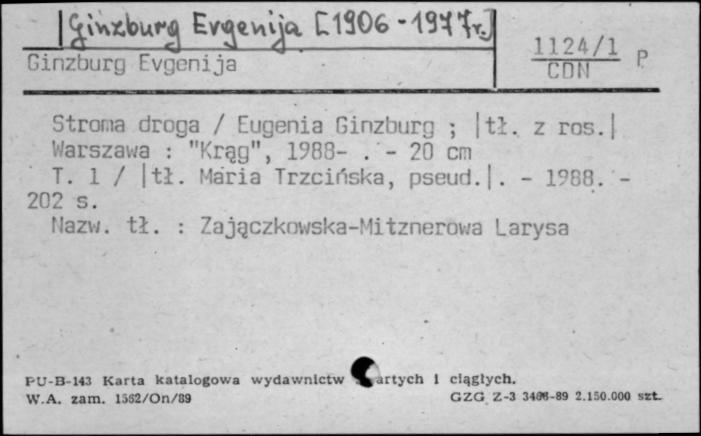 Ginzburg Evgenija [1906-1977r.]
Ginzburg Evgenija
1124/1 P
CDN
Stroma droga / Eugenia Ginzburg ; |tł. z ros.|
Warszawa : "Krąg", 1988- . - 20 cm
T. 1 / |tł. Maria Trzcińska, pseud.|. - 1988. -
202 s.
Nazw. tł. : Zajączkowska-Mitznerowa Larysa
PU-B-143 Karta katalogowa wydawnictw artych i ciągłych.
W.A. zam. 1562/On/89 GZG Z-3 -89 2.150.000 szt.